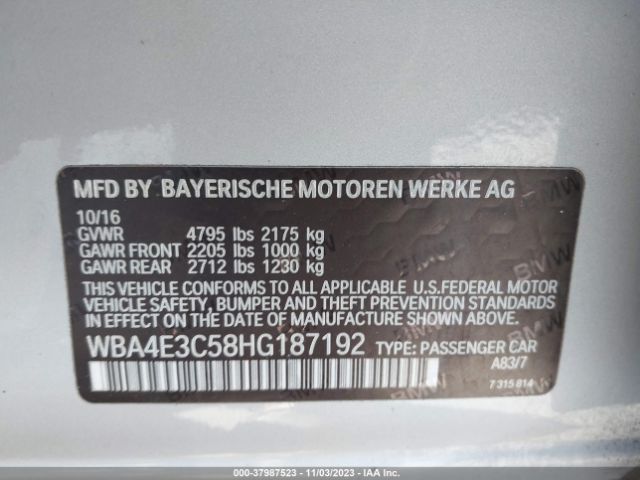 MFD BY BAYERISCHE MOTOREN WERKE AG
10/16
GVWR 4795 lbs 2175 kg
GAWR FRONT 2205 lbs 1000 kg
GAWR REAR 2712 lbs 1230 kg
THIS VEHICLE CONFORMS TO ALL APPLICABLE U.S.FEDERAL MOTOR
VEHICLE SAFETY, BUMPER AND THEFT PREVENTION STANDARDS
IN EFFECT ON THE DATE OF MANUFACTURE SHOWN ABOVE.
WBA4E3C58HG187192 TYPE: PASSENGER CAR
A83/7
7 315 814
000-37987523 - 11/03/2023 - IAA Inc.